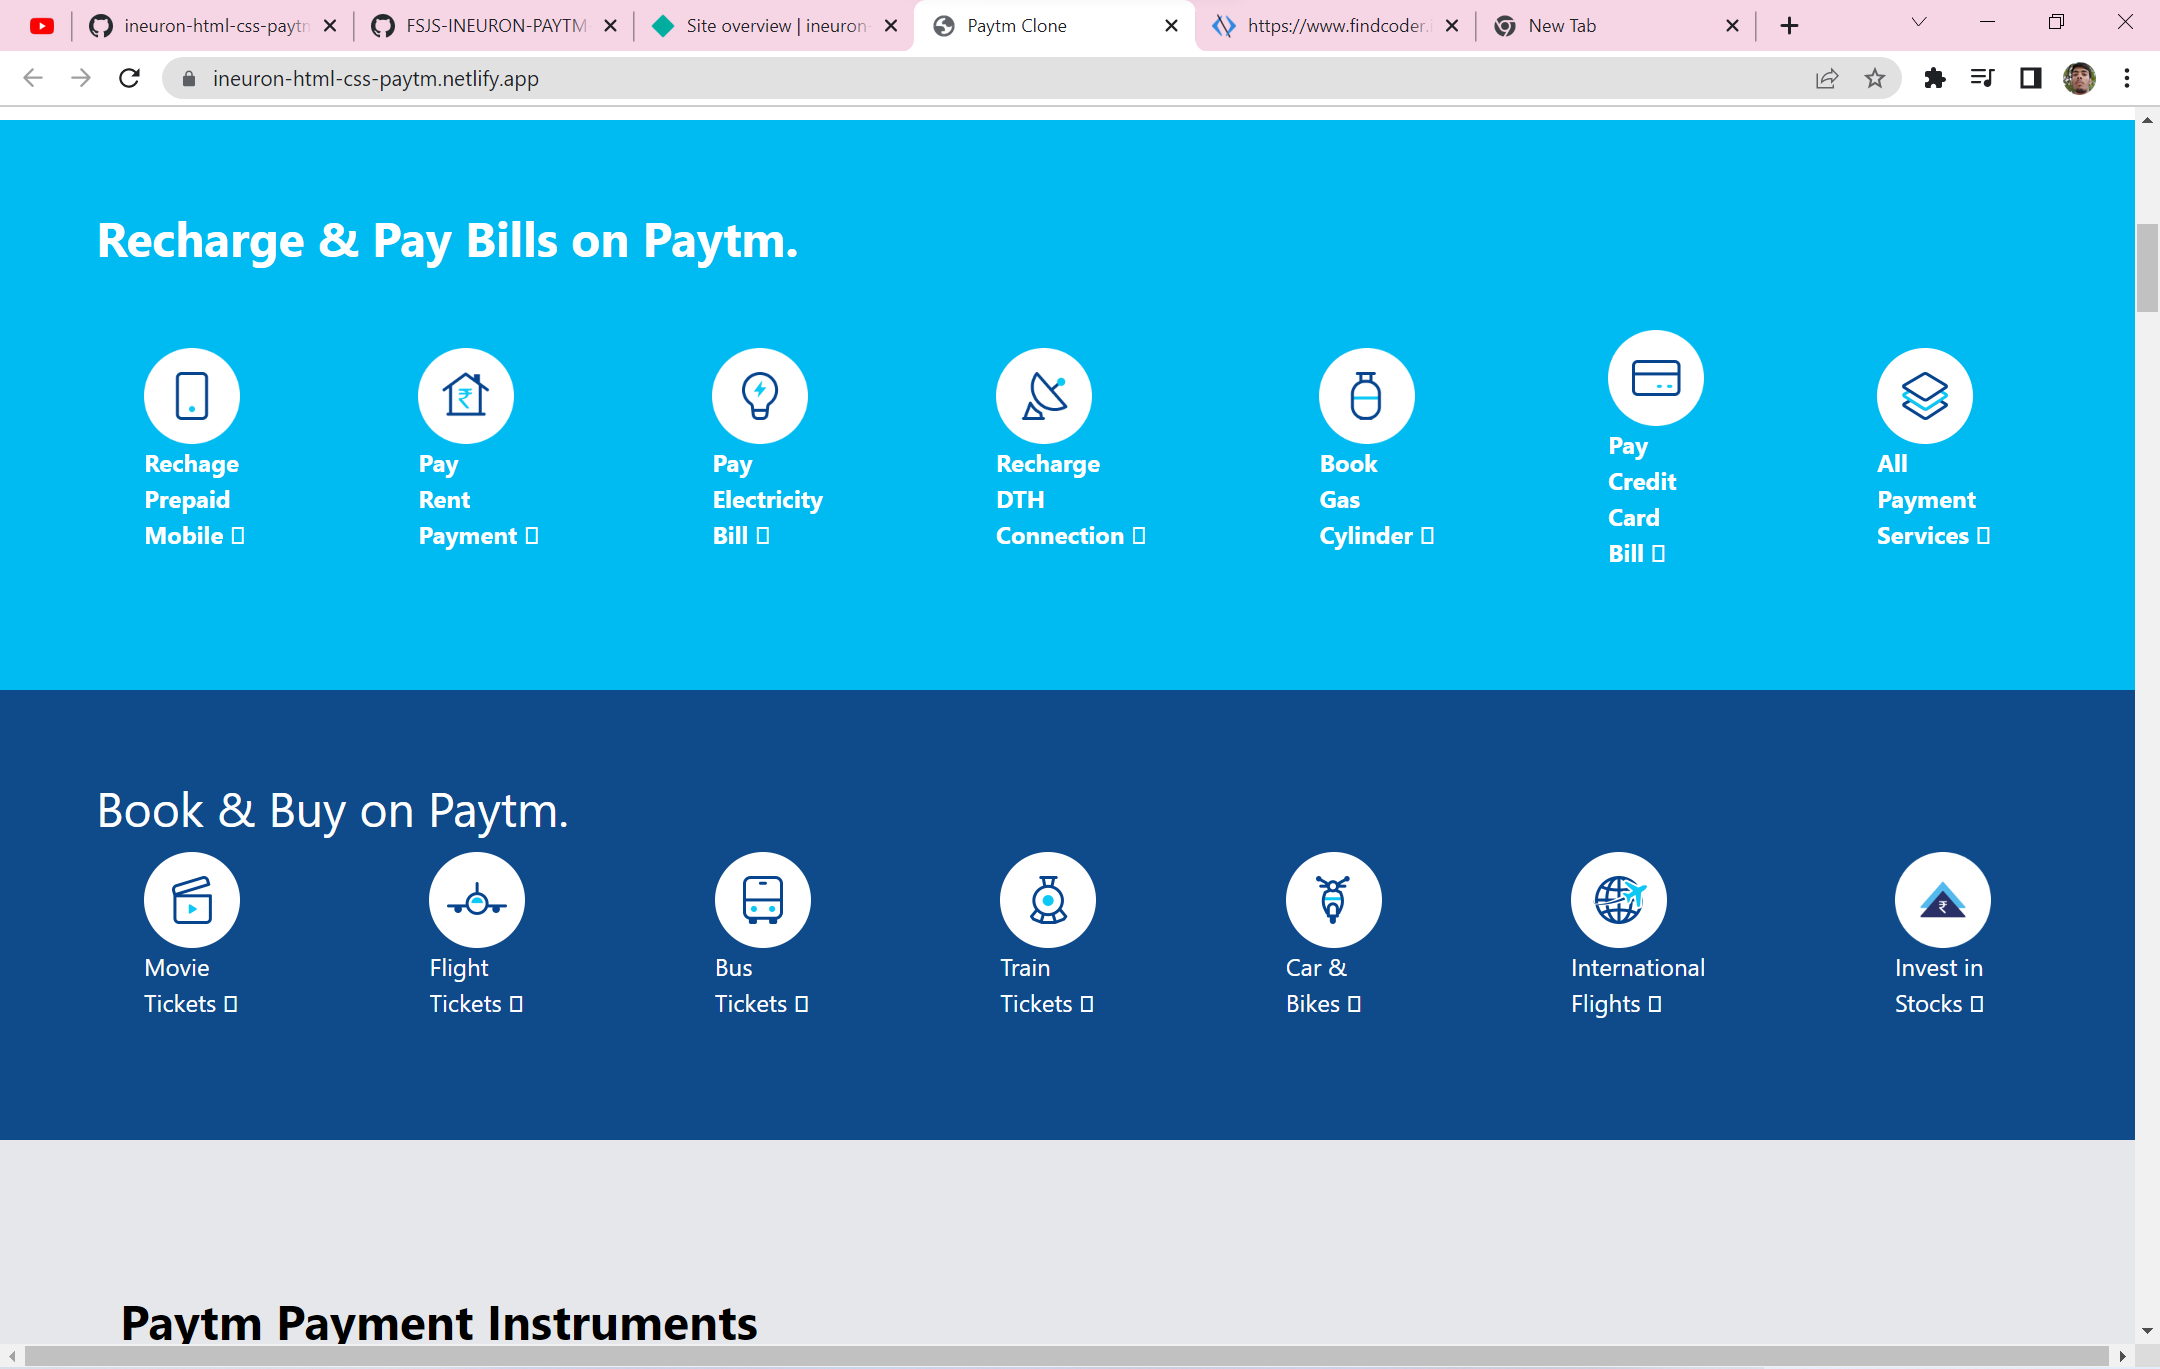 ineuron-html-css-paytm
FSJS-INEURON-PAYTM-
Site overview | ineuron-
Paytm Clone
https://www.findcoder.i
New Tab
ineuron-html-css-paytm.netlify.app
Recharge & Pay Bills on Paytm.
Rechage
Prepaid
Mobile
Pay
Rent
Payment
Pay
Electricity
Bill
Recharge
DTH
Connection
Book
Gas
Cylinder
Pay
Credit
Card
Bill
All
Payment
Services
Book & Buy on Paytm.
Movie
Tickets
Flight
Tickets
Bus
Tickets
Train
Tickets
Car &
Bikes
International
Flights
Invest in
Stocks
Paytm Payment Instruments